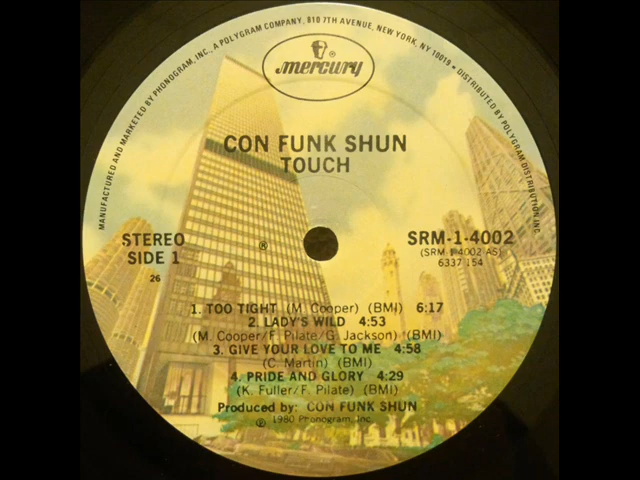 MANUFACTURED AND MARKETED BY PHONOGRAM, INC., A POLYGRAM COMPANY, 810 7TH AVENUE, NEW YORK, NY 10019 • DISTRIBUTED BY POLYGRAM DISTRIBUTION, INC.
®
mercury
CON FUNK SHUN
TOUCH
STEREO
SIDE 1
26
®
SRM-1-4002
(SRM-1-4002-AS)
6337 154
1. TOO TIGHT (M. Cooper) (BMI) 6:17
2. LADY'S WILD 4:53
(M. Cooper/F. Pilate/G. Jackson) (BMI)
3. GIVE YOUR LOVE TO ME 4:58
(C. Martin) (BMI)
4. PRIDE AND GLORY 4:29
(K. Fuller/F. Pilate) (BMI)
Produced by: CON FUNK SHUN
℗ 1980 Phonogram, Inc.